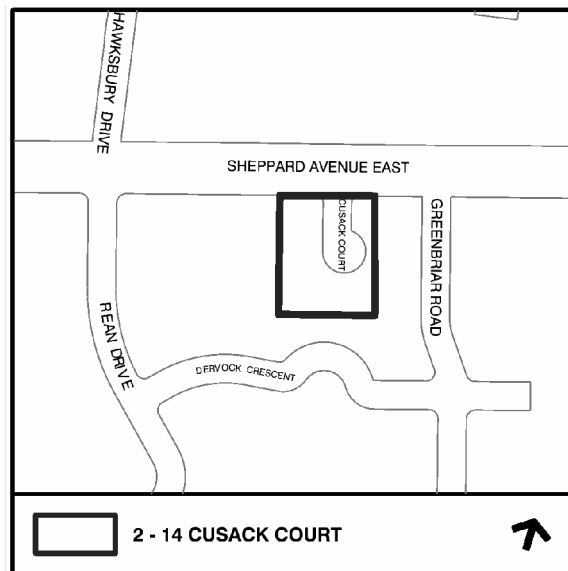 HAWKSBURY DRIVE
SHEPPARD AVENUE EAST
CUSACK COURT
GREENBRIAR ROAD
REAN DRIVE
DERVOCK CRESCENT
2 - 14 CUSACK COURT